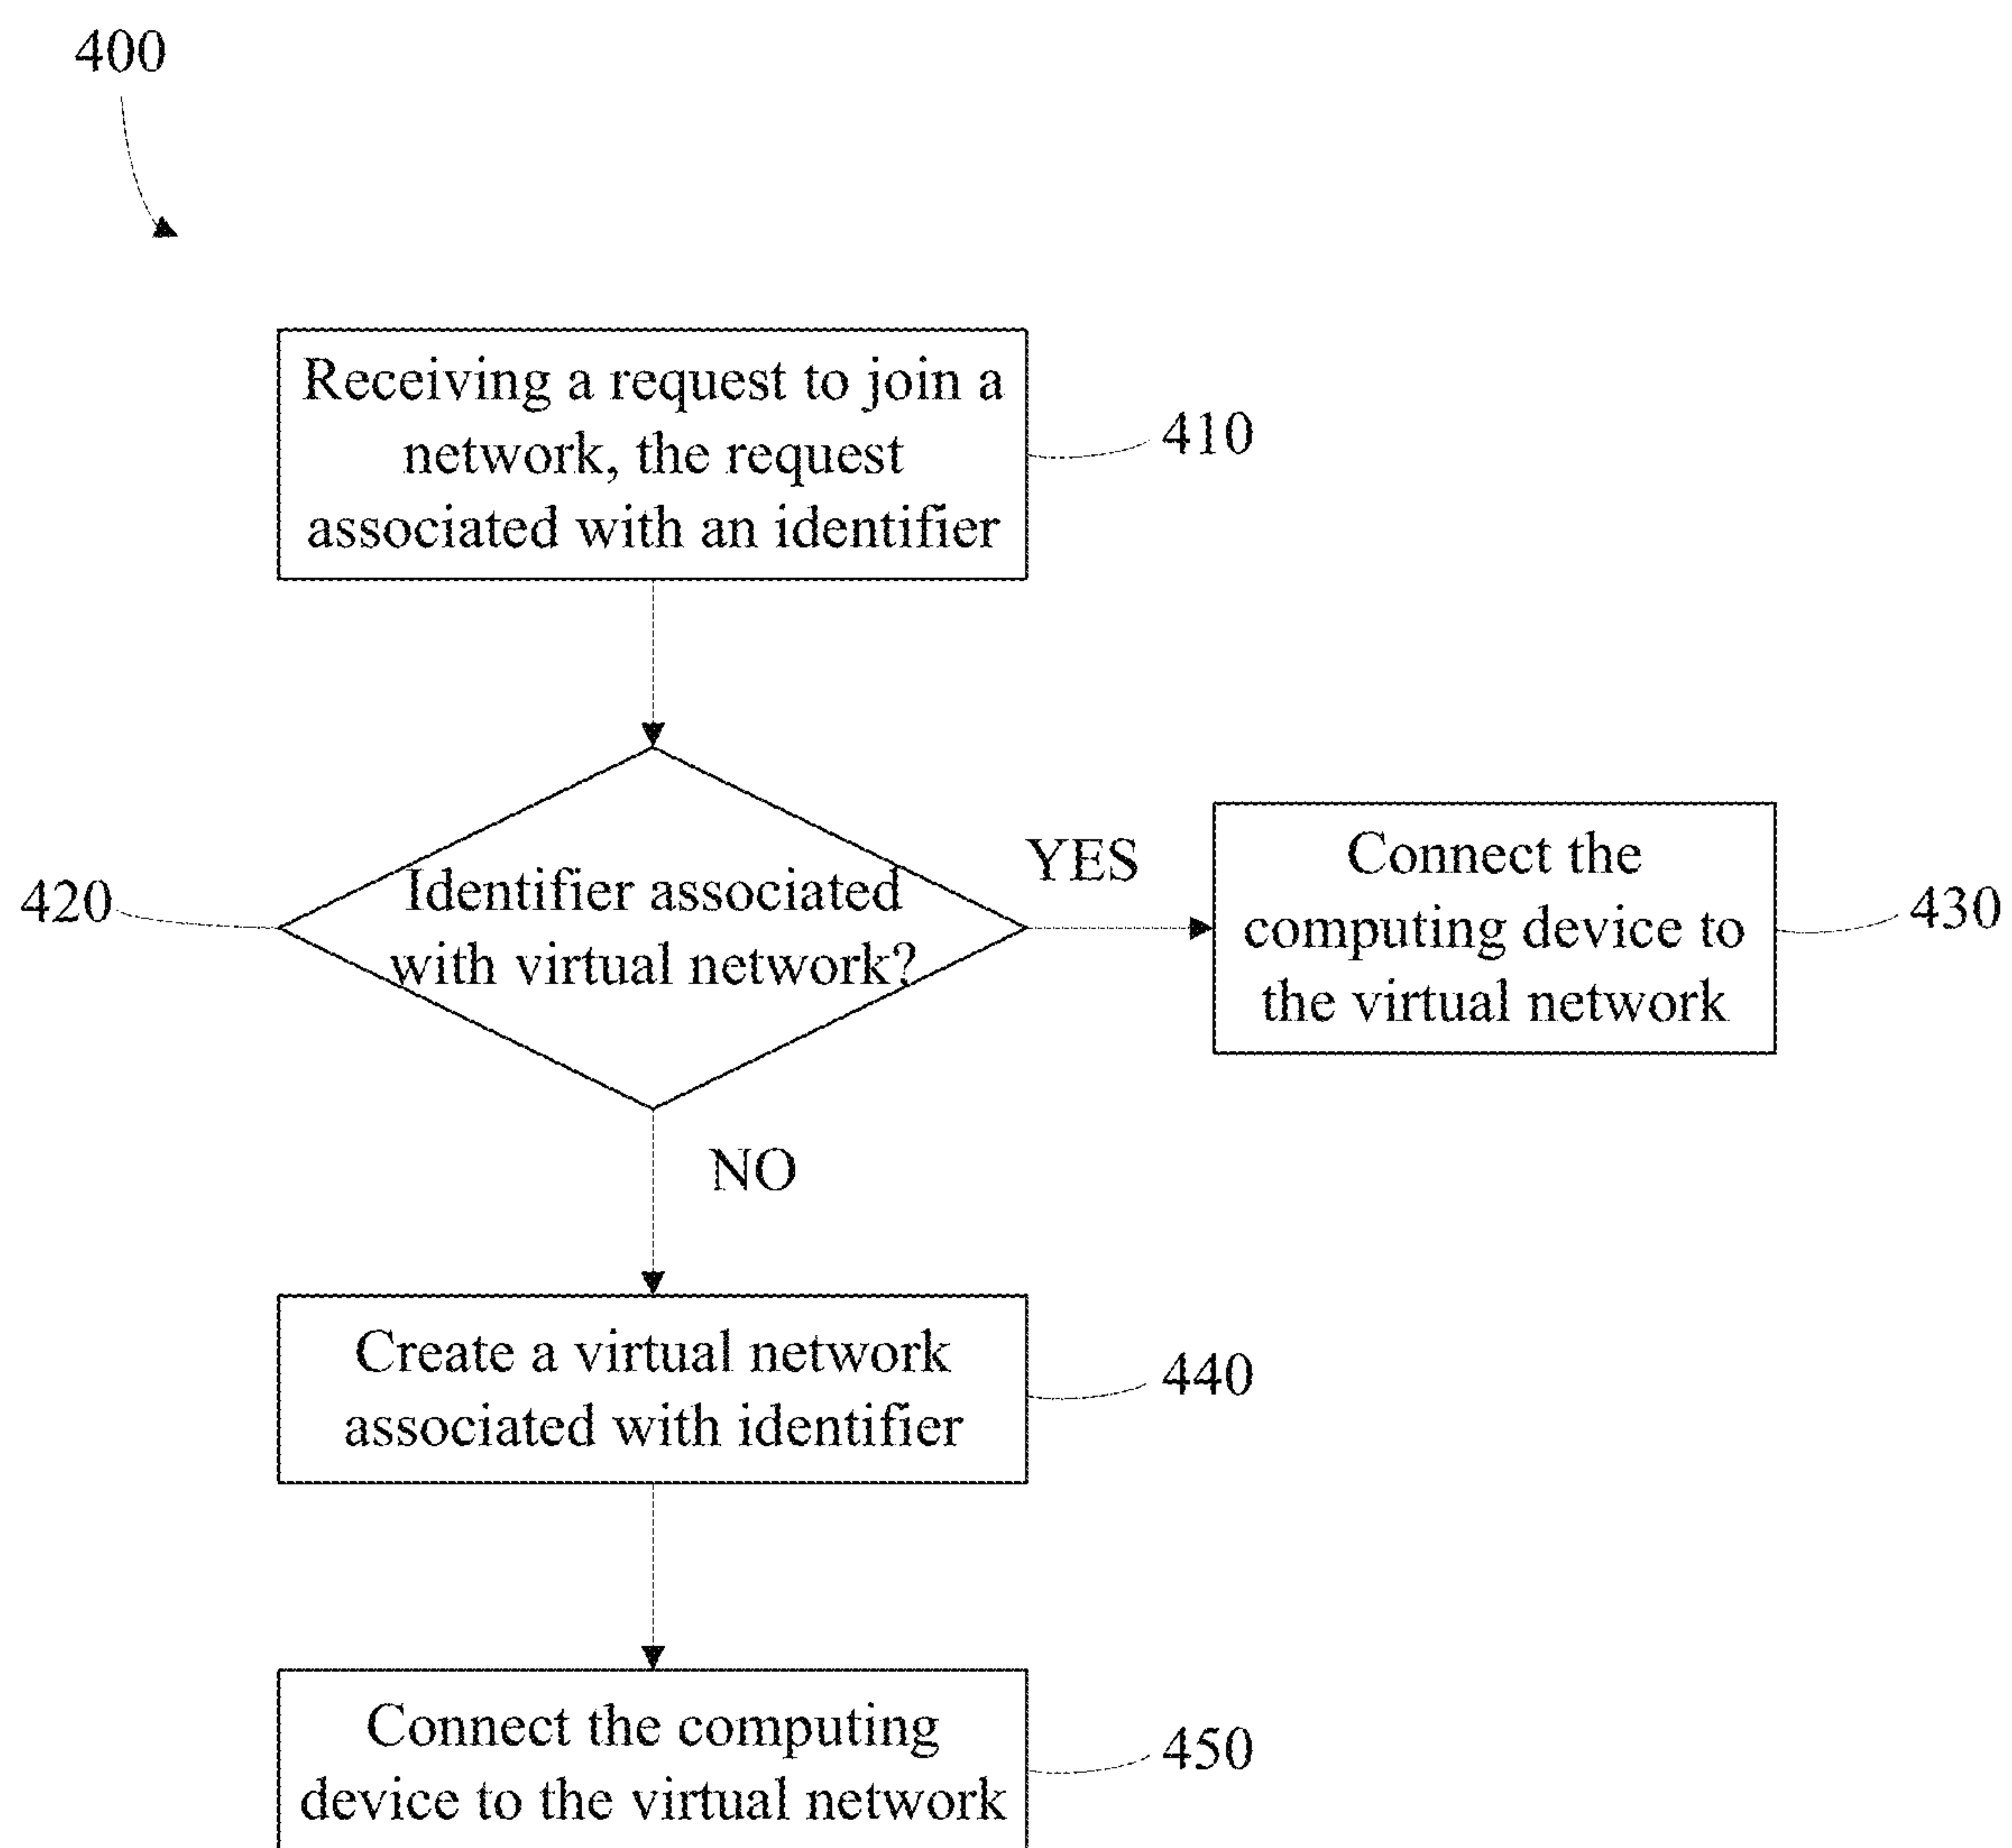 400
Receiving a request to join a
network, the request
associated with an identifier
410
Identifier associated
with virtual network?
420
YES
Connect the
computing device to
the virtual network
430
NO
Create a virtual network
associated with identifier
440
Connect the computing
device to the virtual network
450